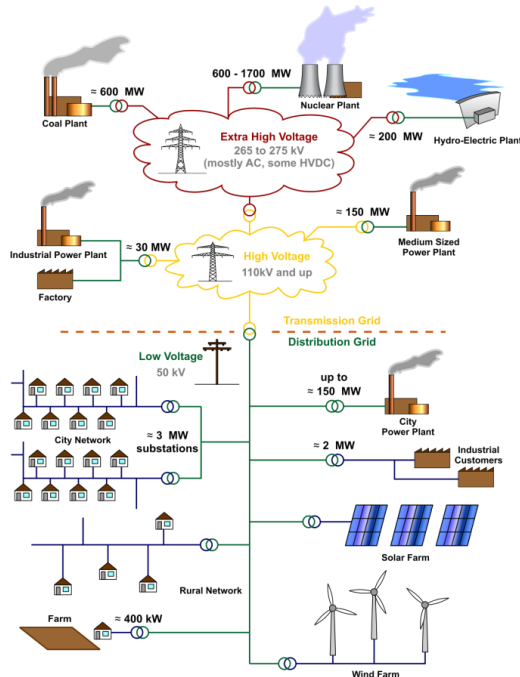 ≈ 600 MW
Coal Plant
600 - 1700 MW
Nuclear Plant
Extra High Voltage
265 to 275 kV
(mostly AC, some HVDC)
≈ 200 MW
Hydro-Electric Plant
≈ 150 MW
Medium Sized
Power Plant
Industrial Power Plant
≈ 30 MW
Factory
High Voltage
110kV and up
Transmission Grid
Distribution Grid
Low Voltage
50 kV
up to
≈ 150 MW
City
Power Plant
City Network
≈ 3 MW
substations
≈ 2 MW
Industrial
Customers
Solar Farm
Rural Network
Farm
≈ 400 kW
Wind Farm